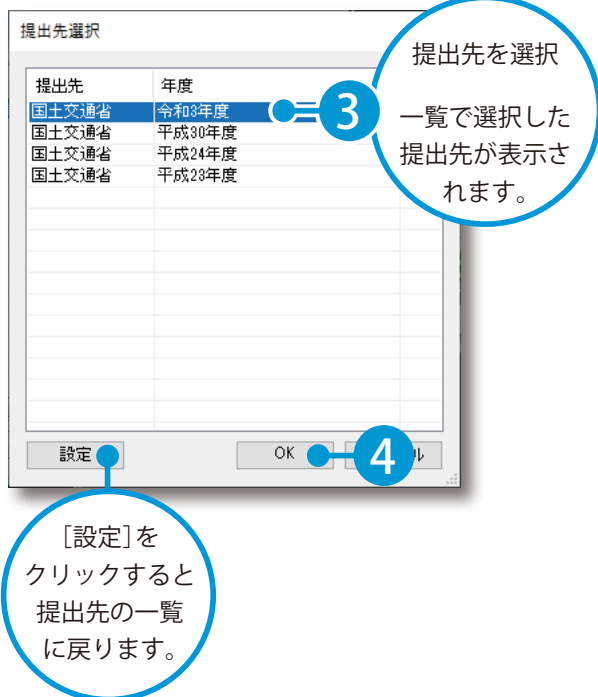 提出先選択
提出先 年度
国土交通省 令和3年度
国土交通省 平成30年度
国土交通省 平成24年度
国土交通省 平成23年度
3
提出先を選択
一覧で選択した
提出先が表示さ
れます。
設定 OK
4
ル
[設定]を
クリックすると
提出先の一覧
に戻ります。